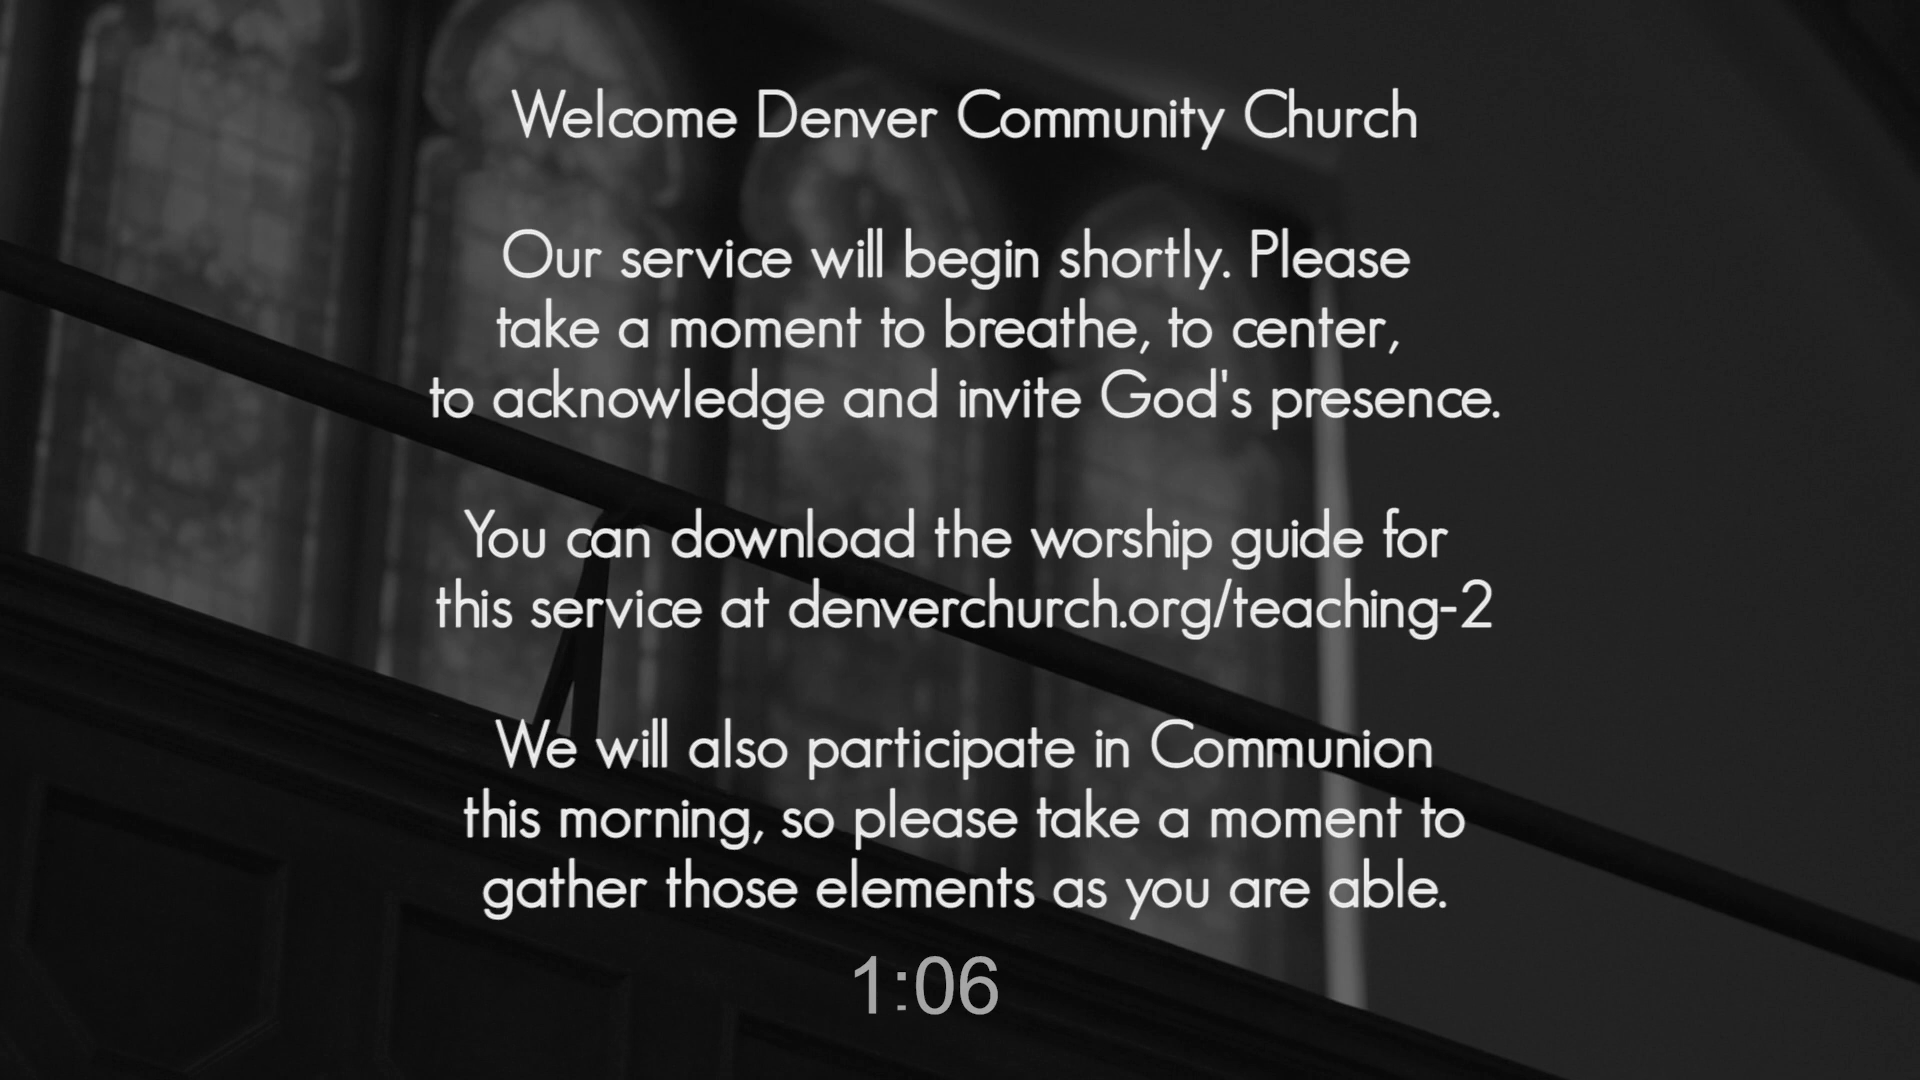 Welcome Denver Community Church
Our service will begin shortly. Please
take a moment to breathe, to center,
to acknowledge and invite God's presence.
You can download the worship guide for
this service at denverchurch.org/teaching-2
We will also participate in Communion
this morning, so please take a moment to
gather those elements as you are able.
1:06